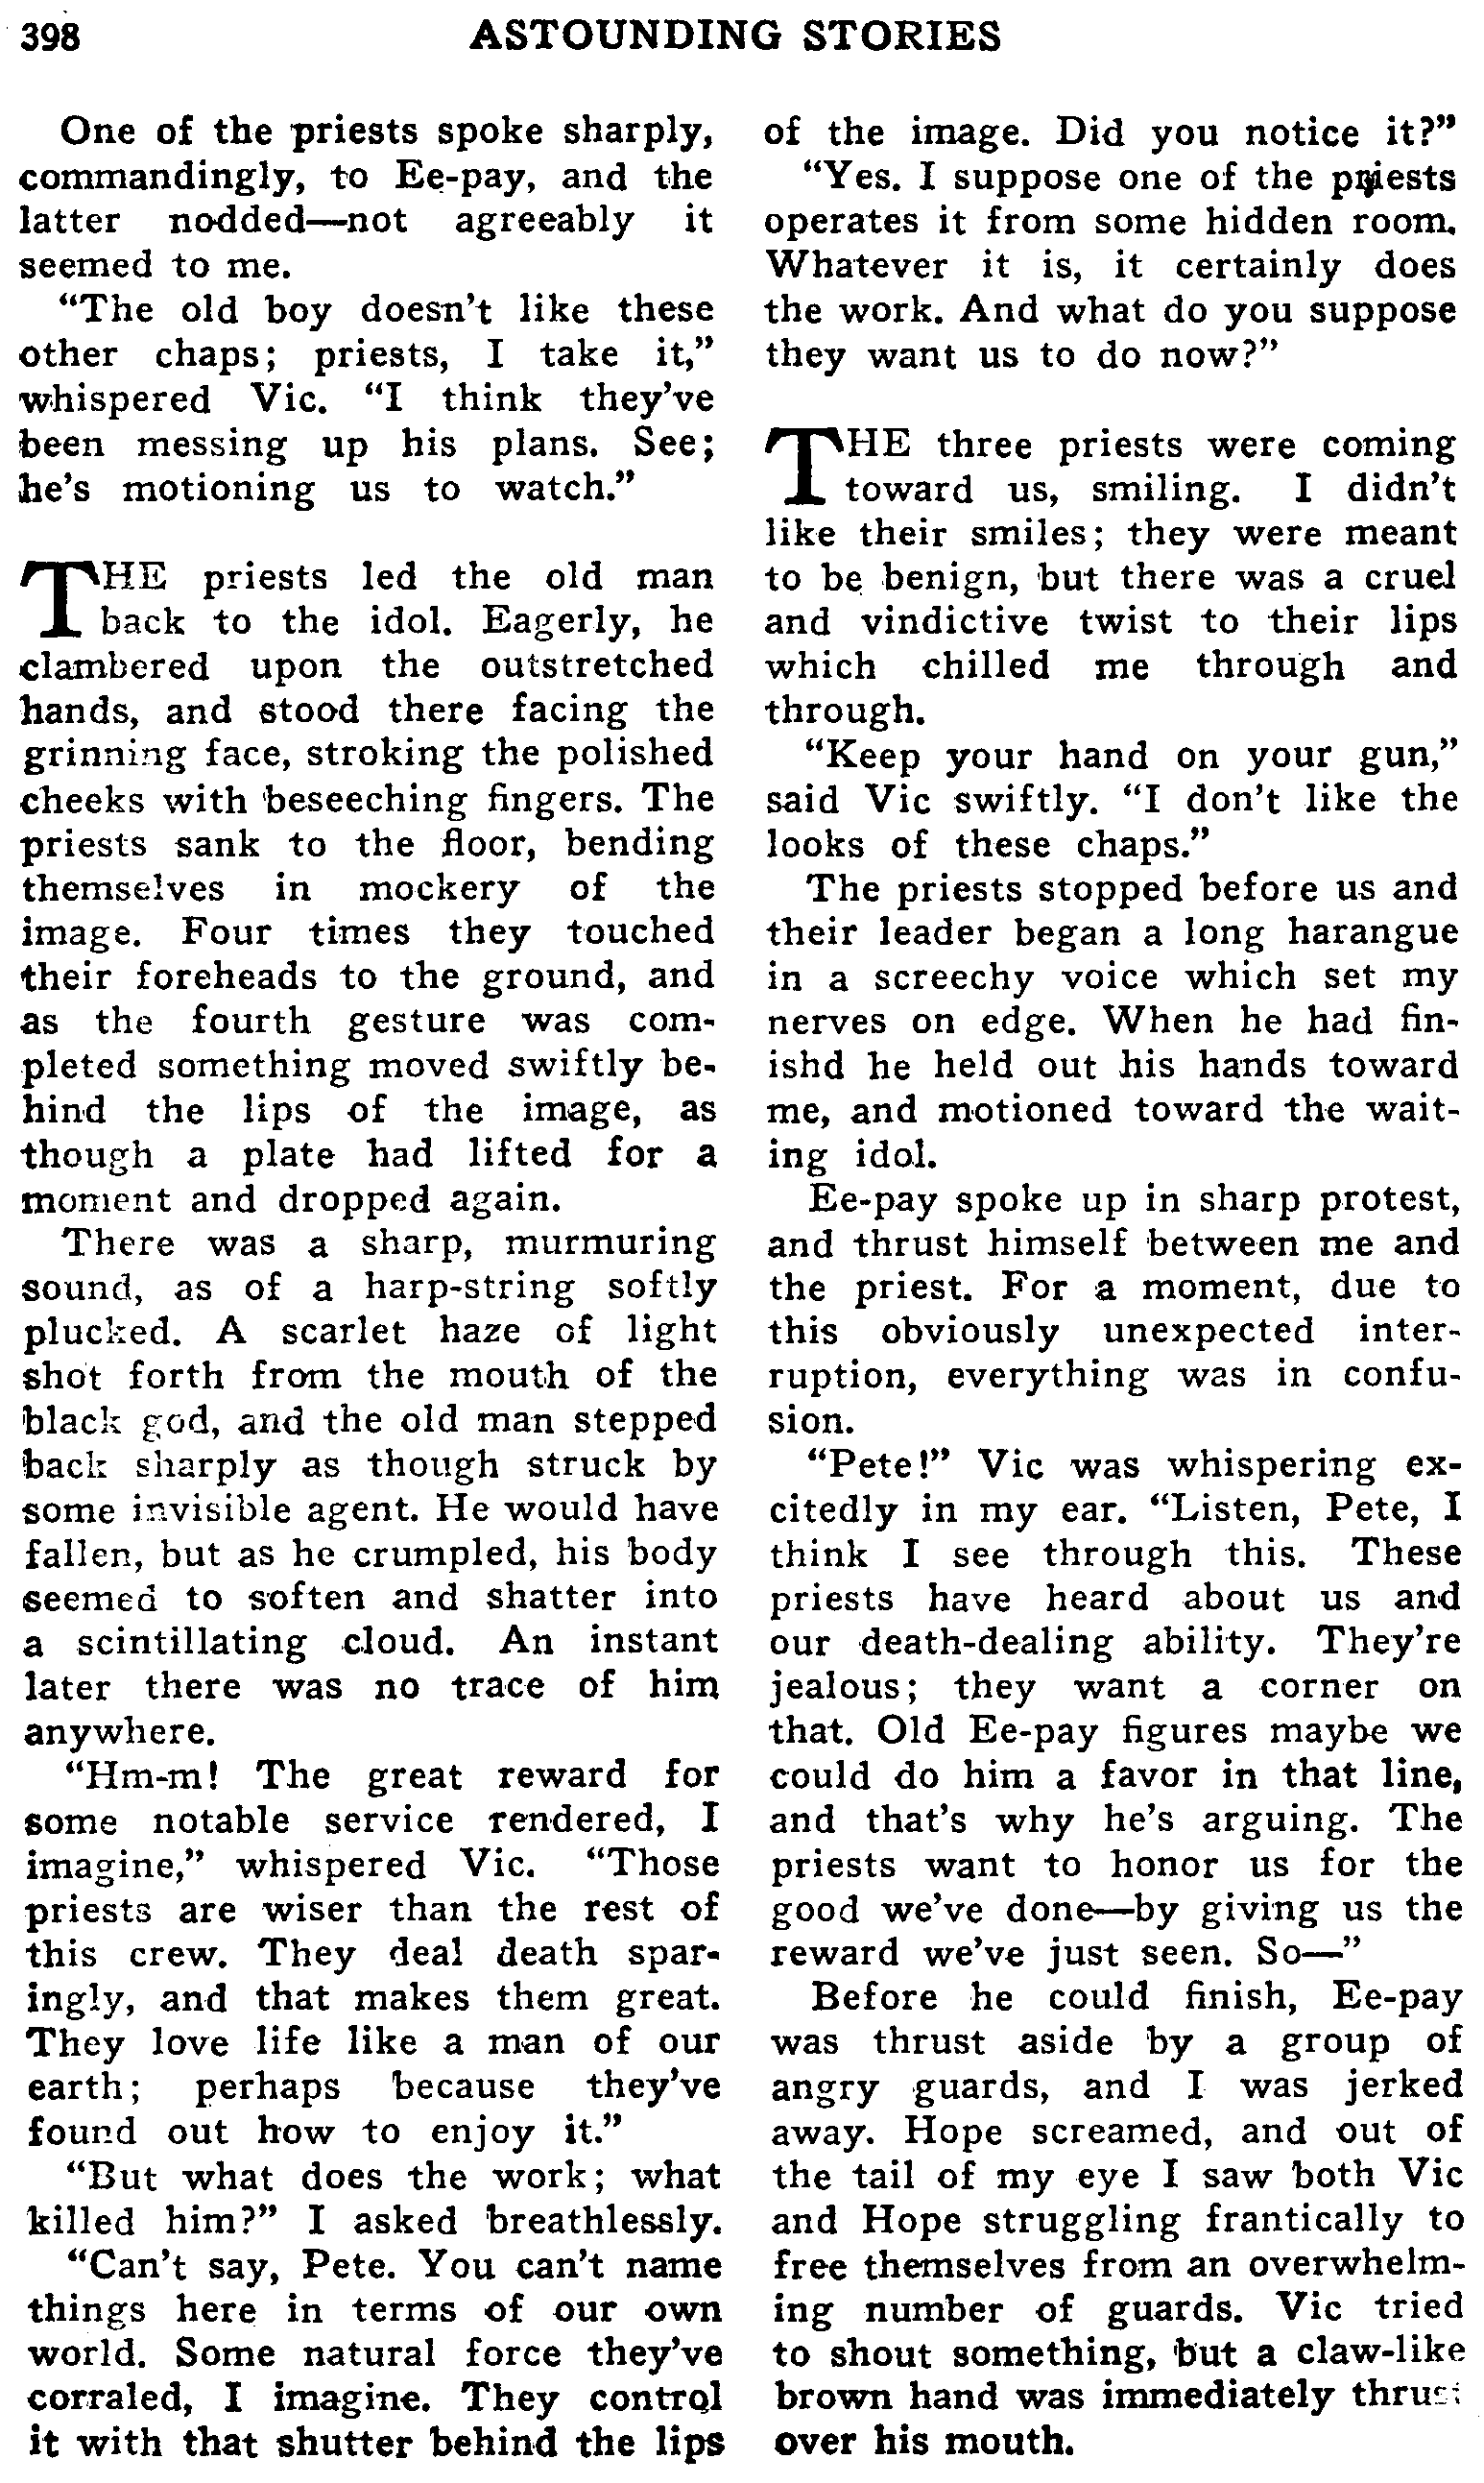 398
ASTOUNDING STORIES
One of the priests spoke sharply,
commandingly, to Ee-pay, and the
latter nodded—not agreeably it
seemed to me.
“The old boy doesn't like these
other chaps; priests, I take it,”
whispered Vic. “I think they've
been messing up his plans. See;
he's motioning us to watch.”
THE priests led the old man
back to the idol. Eagerly, he
clambered upon the outstretched
hands, and stood there facing the
grinning face, stroking the polished
cheeks with beseeching fingers. The
priests sank to the floor, bending
themselves in mockery of the
image. Four times they touched
their foreheads to the ground, and
as the fourth gesture was com-
pleted something moved swiftly be-
hind the lips of the image, as
though a plate had lifted for a
moment and dropped again.
There was a sharp, murmuring
sound, as of a harp-string softly
plucked. A scarlet haze of light
shot forth from the mouth of the
black god, and the old man stepped
back sharply as though struck by
some invisible agent. He would have
fallen, but as he crumpled, his body
seemed to soften and shatter into
a scintillating cloud. An instant
later there was no trace of him
anywhere.
“Hm-m! The great reward for
some notable service rendered, I
imagine,” whispered Vic. “Those
priests are wiser than the rest of
this crew. They deal death spar-
ingly, and that makes them great.
They love life like a man of our
earth; perhaps because they've
found out how to enjoy it.”
“But what does the work; what
killed him?” I asked breathlessly.
“Can't say, Pete. You can't name
things here in terms of our own
world. Some natural force they've
corraled, I imagine. They control
it with that shutter behind the lips
of the image. Did you notice it?”
“Yes. I suppose one of the priests
operates it from some hidden room.
Whatever it is, it certainly does
the work. And what do you suppose
they want us to do now?”
THE three priests were coming
toward us, smiling. I didn't
like their smiles; they were meant
to be benign, but there was a cruel
and vindictive twist to their lips
which chilled me through and
through.
“Keep your hand on your gun,”
said Vic swiftly. “I don't like the
looks of these chaps.”
The priests stopped before us and
their leader began a long harangue
in a screechy voice which set my
nerves on edge. When he had fin-
ishd he held out his hands toward
me, and motioned toward the wait-
ing idol.
Ee-pay spoke up in sharp protest,
and thrust himself between me and
the priest. For a moment, due to
this obviously unexpected inter-
ruption, everything was in confu-
sion.
“Pete!” Vic was whispering ex-
citedly in my ear. “Listen, Pete, I
think I see through this. These
priests have heard about us and
our death-dealing ability. They're
jealous; they want a corner on
that. Old Ee-pay figures maybe we
could do him a favor in that line,
and that's why he's arguing. The
priests want to honor us for the
good we've done—by giving us the
reward we've just seen. So—”
Before he could finish, Ee-pay
was thrust aside by a group of
angry guards, and I was jerked
away. Hope screamed, and out of
the tail of my eye I saw both Vic
and Hope struggling frantically to
free themselves from an overwhelm-
ing number of guards. Vic tried
to shout something, but a claw-like
brown hand was immediately thrust
over his mouth.